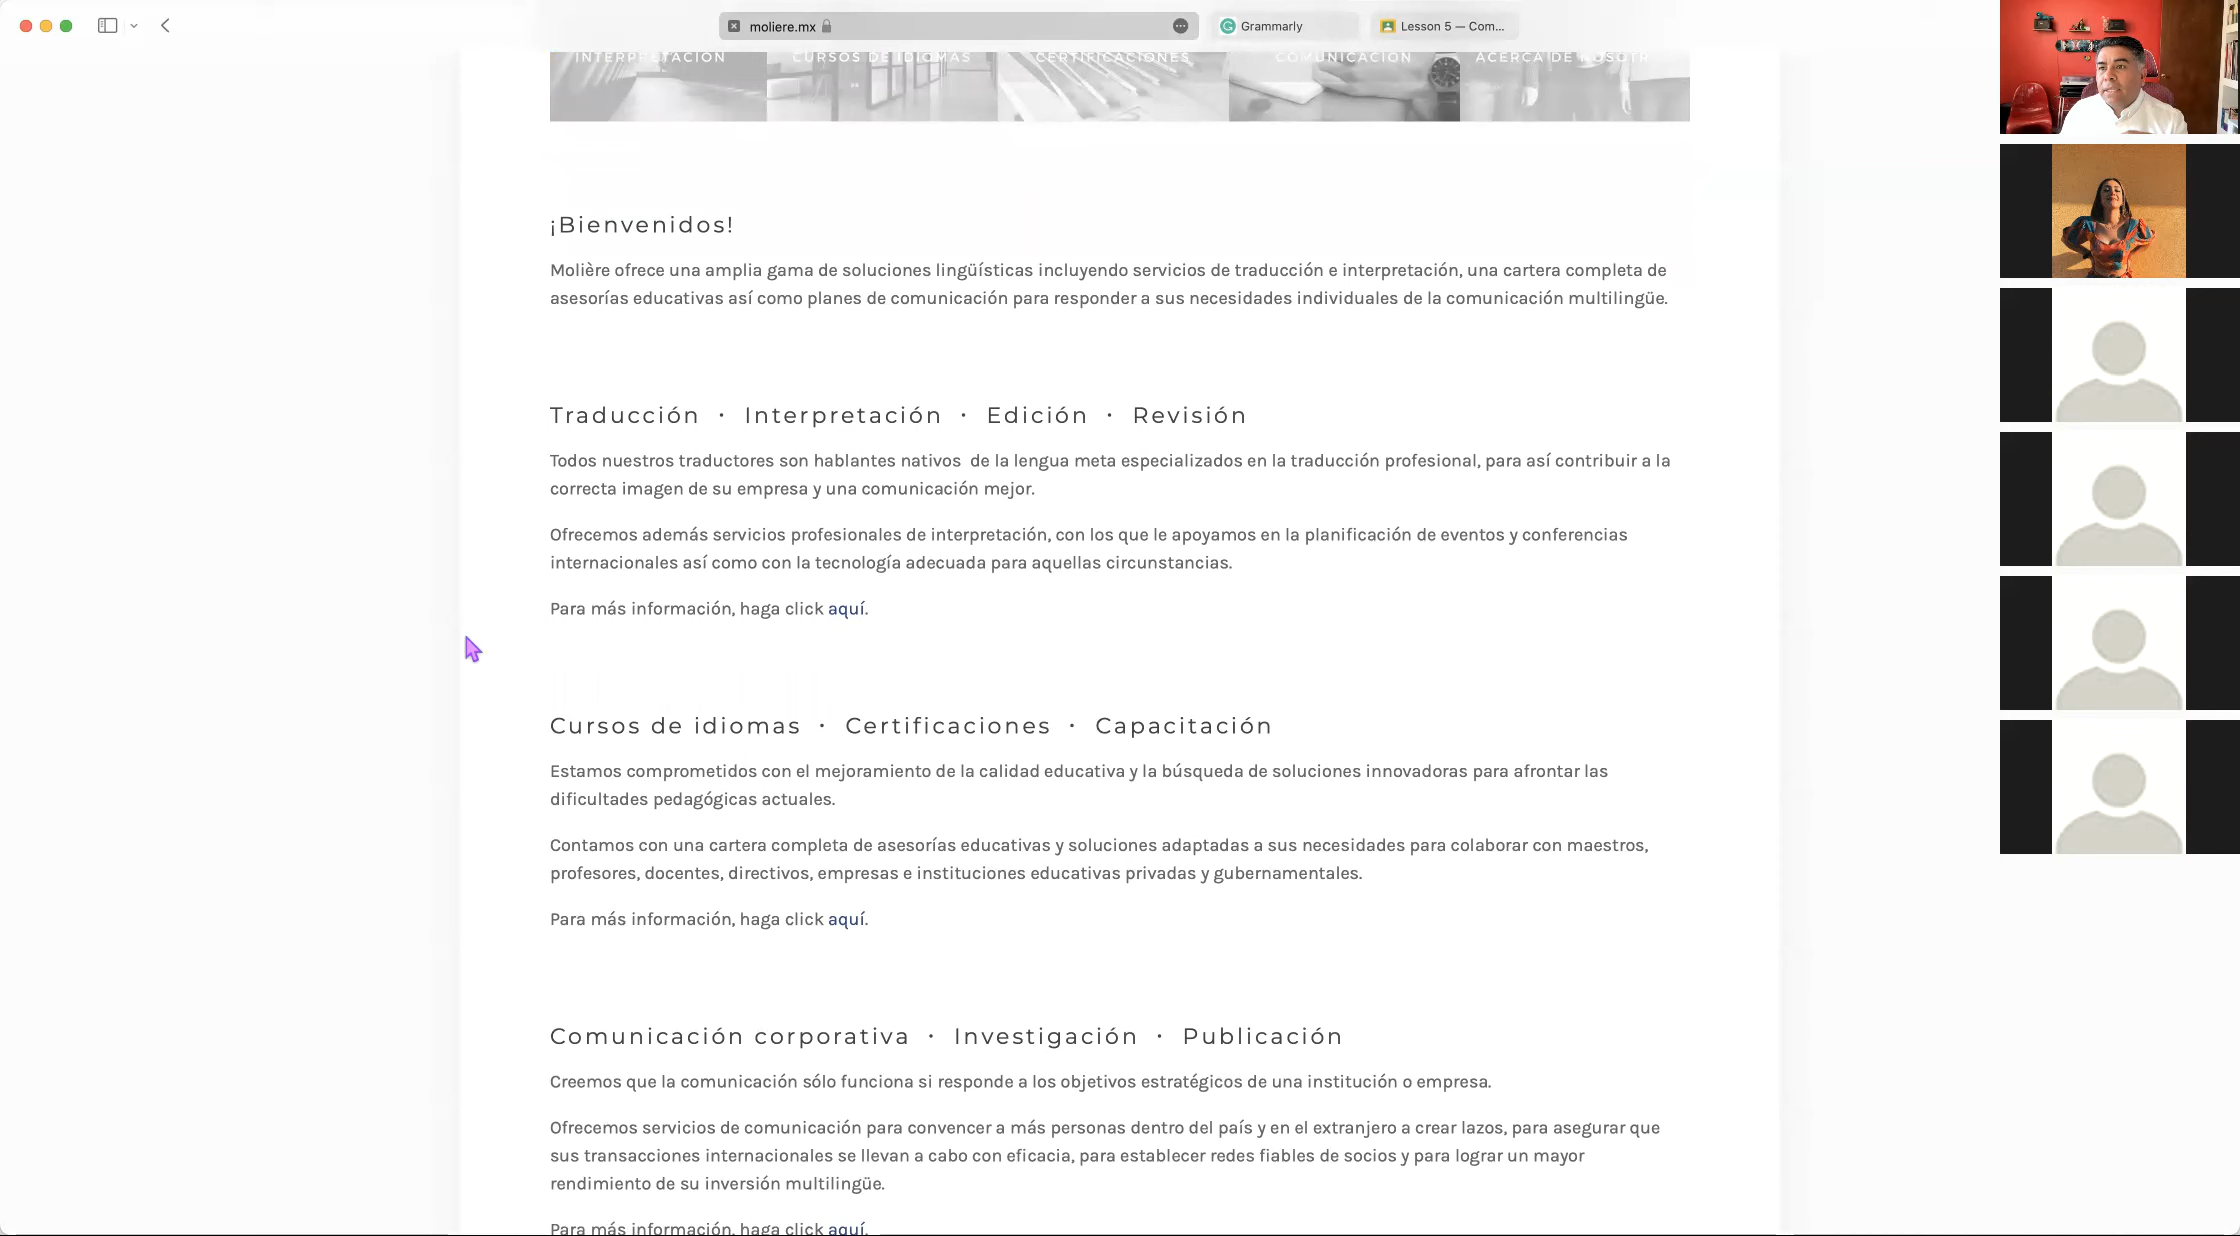 moliere.mx
Grammarly
Lesson 5 — Com...
INTERPRETACIÓN CURSOS DE IDIOMAS CERTIFICACIONES COMUNICACIÓN ACERCA DE NOSOTR
¡Bienvenidos!
Molière ofrece una amplia gama de soluciones lingüísticas incluyendo servicios de traducción e interpretación, una cartera completa de
asesorías educativas así como planes de comunicación para responder a sus necesidades individuales de la comunicación multilingüe.
Traducción · Interpretación · Edición · Revisión
Todos nuestros traductores son hablantes nativos de la lengua meta especializados en la traducción profesional, para así contribuir a la
correcta imagen de su empresa y una comunicación mejor.
Ofrecemos además servicios profesionales de interpretación, con los que le apoyamos en la planificación de eventos y conferencias
internacionales así como con la tecnología adecuada para aquellas circunstancias.
Para más información, haga click aquí.
Cursos de idiomas · Certificaciones · Capacitación
Estamos comprometidos con el mejoramiento de la calidad educativa y la búsqueda de soluciones innovadoras para afrontar las
dificultades pedagógicas actuales.
Contamos con una cartera completa de asesorías educativas y soluciones adaptadas a sus necesidades para colaborar con maestros,
profesores, docentes, directivos, empresas e instituciones educativas privadas y gubernamentales.
Para más información, haga click aquí.
Comunicación corporativa · Investigación · Publicación
Creemos que la comunicación sólo funciona si responde a los objetivos estratégicos de una institución o empresa.
Ofrecemos servicios de comunicación para convencer a más personas dentro del país y en el extranjero a crear lazos, para asegurar que
sus transacciones internacionales se llevan a cabo con eficacia, para establecer redes fiables de socios y para lograr un mayor
rendimiento de su inversión multilingüe.
Para más información, haga click aquí.